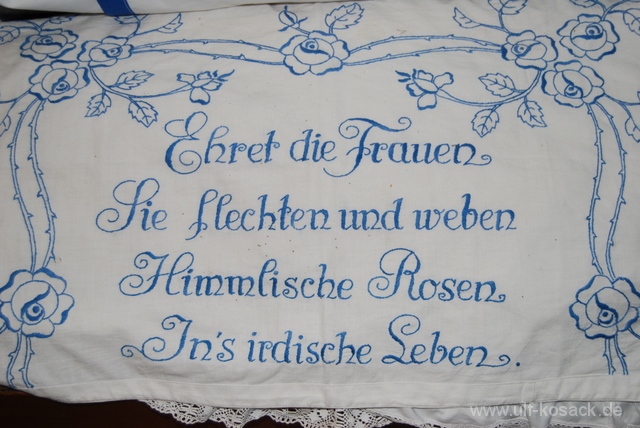 Ehret die Frauen
Sie flechten und weben
Himmlische Rosen
In's irdische Leben.
www.ulf-kosack.de